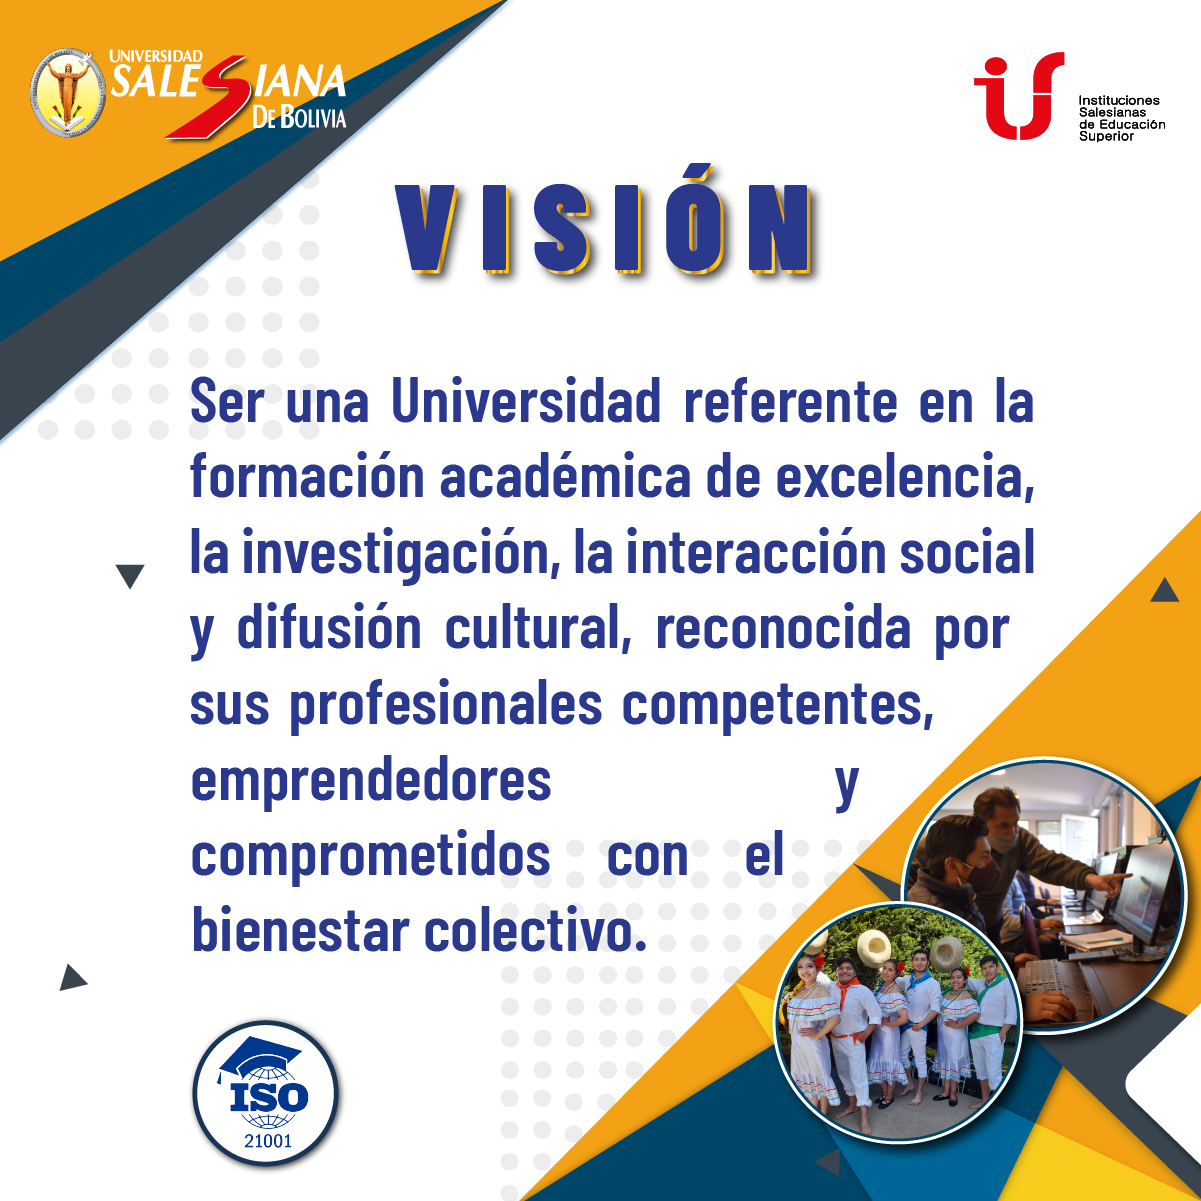 UNIVERSIDAD
SALESIANA
DE BOLIVIA
Instituciones
Salesianas
de Educación
Superior
VISIÓN
Ser una Universidad referente en la
formación académica de excelencia,
la investigación, la interacción social
y difusión cultural, reconocida por
sus profesionales competentes,
emprendedores y
comprometidos con el
bienestar colectivo.
ISO
21001